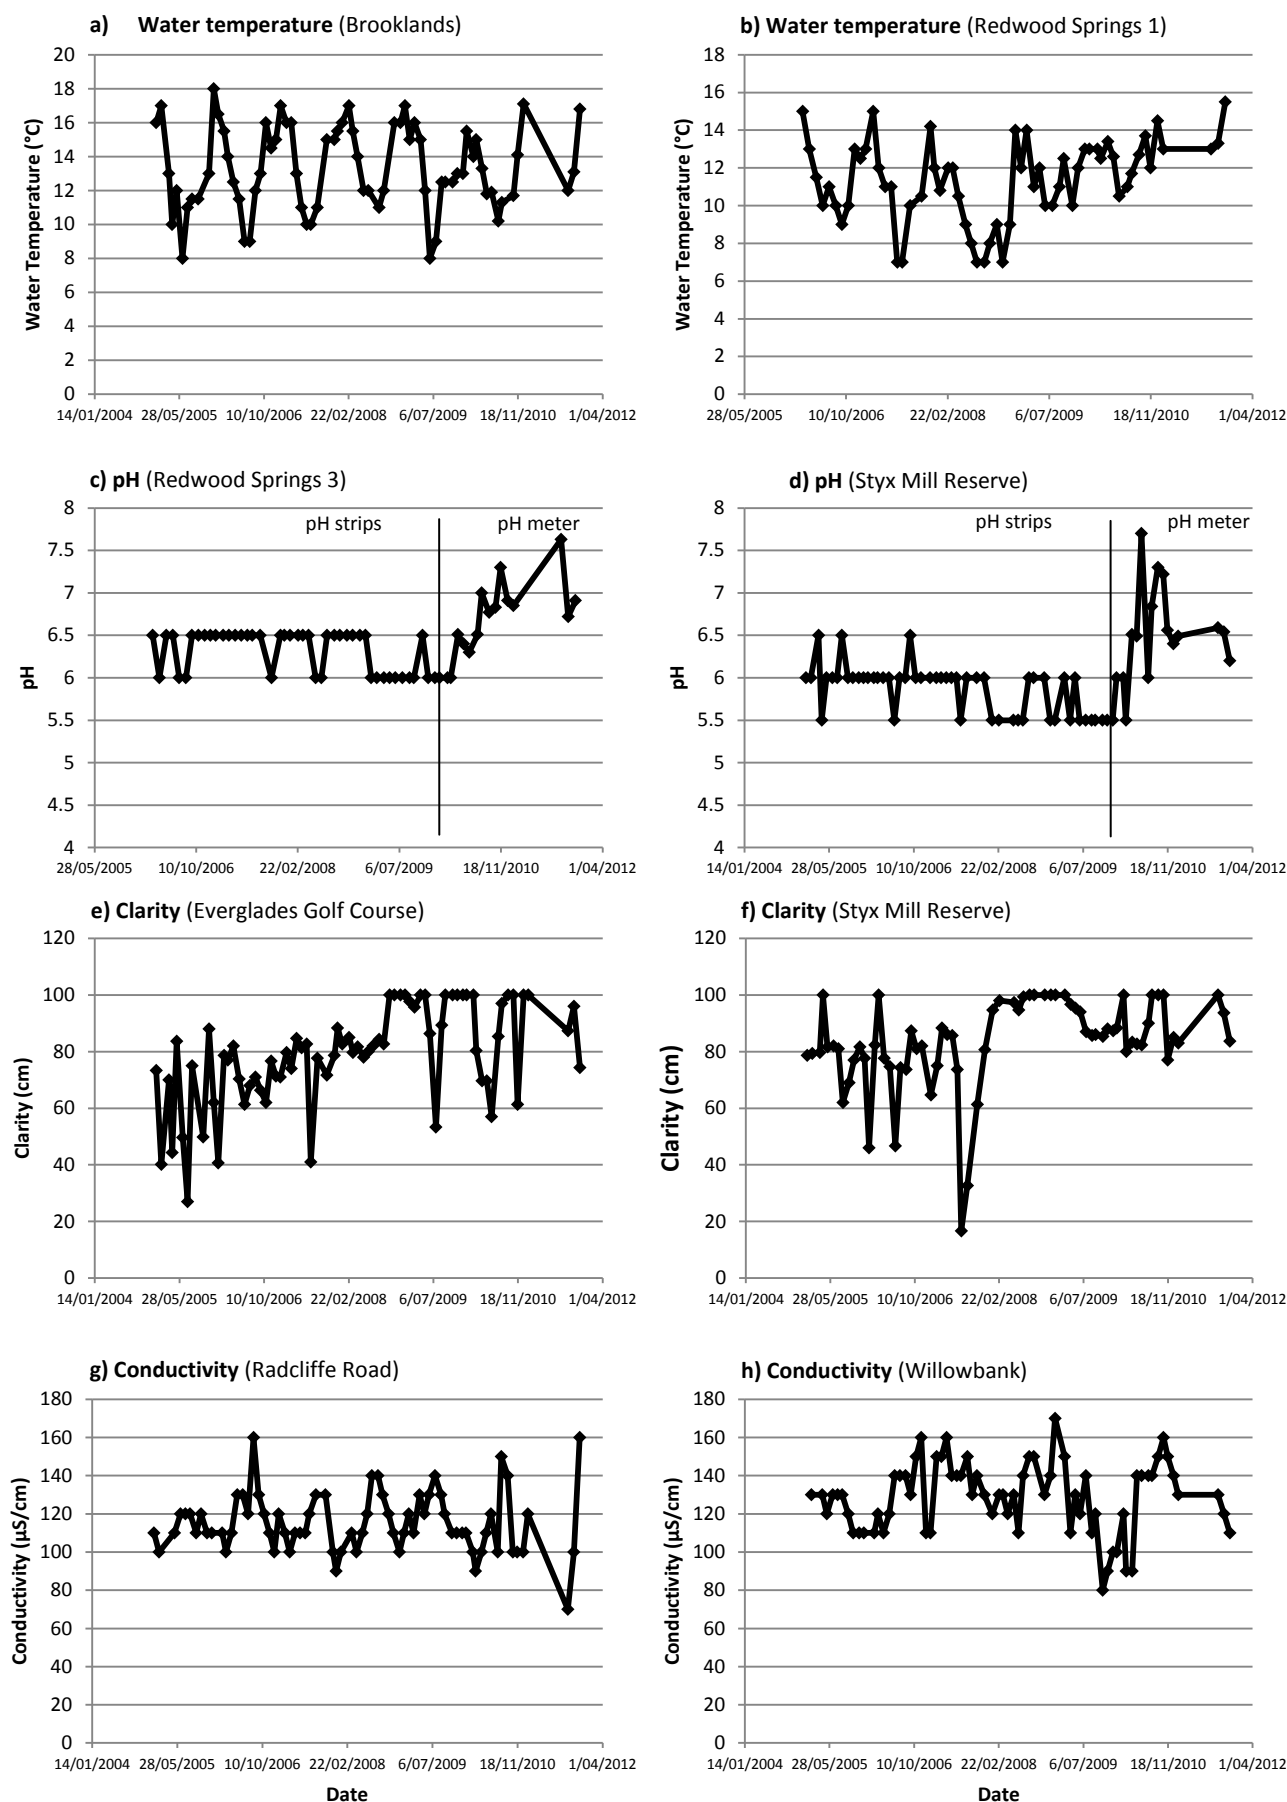 a) Water temperature (Brooklands)
20
18
16
14
12
10
8
6
4
2
0
Water Temperature (°C)
14/01/2004 28/05/2005 10/10/2006 22/02/2008 6/07/2009 18/11/2010 1/04/2012
b) Water temperature (Redwood Springs 1)
18
16
14
12
10
8
6
4
2
0
Water Temperature (°C)
28/05/2005 10/10/2006 22/02/2008 6/07/2009 18/11/2010 1/04/2012
c) pH (Redwood Springs 3)
pH strips pH meter
8
7.5
7
6.5
6
5.5
5
4.5
4
pH
28/05/2005 10/10/2006 22/02/2008 6/07/2009 18/11/2010 1/04/2012
d) pH (Styx Mill Reserve)
pH strips pH meter
8
7.5
7
6.5
6
5.5
5
4.5
4
pH
14/01/2004 28/05/2005 10/10/2006 22/02/2008 6/07/2009 18/11/2010 1/04/2012
e) Clarity (Everglades Golf Course)
120
100
80
60
40
20
0
Clarity (cm)
14/01/2004 28/05/2005 10/10/2006 22/02/2008 6/07/2009 18/11/2010 1/04/2012
f) Clarity (Styx Mill Reserve)
120
100
80
60
40
20
0
Clarity (cm)
14/01/2004 28/05/2005 10/10/2006 22/02/2008 6/07/2009 18/11/2010 1/04/2012
g) Conductivity (Radcliffe Road)
180
160
140
120
100
80
60
40
20
0
Conductivity (µS/cm)
14/01/2004 28/05/2005 10/10/2006 22/02/2008 6/07/2009 18/11/2010 1/04/2012
Date
h) Conductivity (Willowbank)
180
160
140
120
100
80
60
40
20
0
Conductivity (µS/cm)
14/01/2004 28/05/2005 10/10/2006 22/02/2008 6/07/2009 18/11/2010 1/04/2012
Date